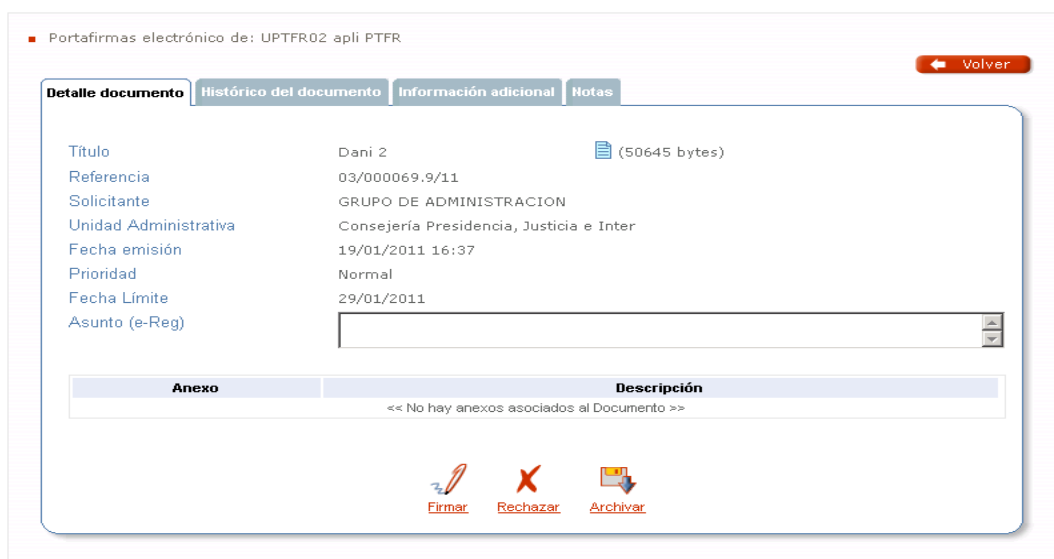 Portafirmas electrónico de: UPTFR02 apli PTFR
Volver
Detalle documento Histórico del documento Información adicional Notas
Título Dani 2 (50645 bytes)
Referencia 03/000069.9/11
Solicitante GRUPO DE ADMINISTRACION
Unidad Administrativa Consejería Presidencia, Justicia e Inter
Fecha emisión 19/01/2011 16:37
Prioridad Normal
Fecha Límite 29/01/2011
Asunto (e-Reg)
Anexo Descripción
<< No hay anexos asociados al Documento >>
Firmar Rechazar Archivar